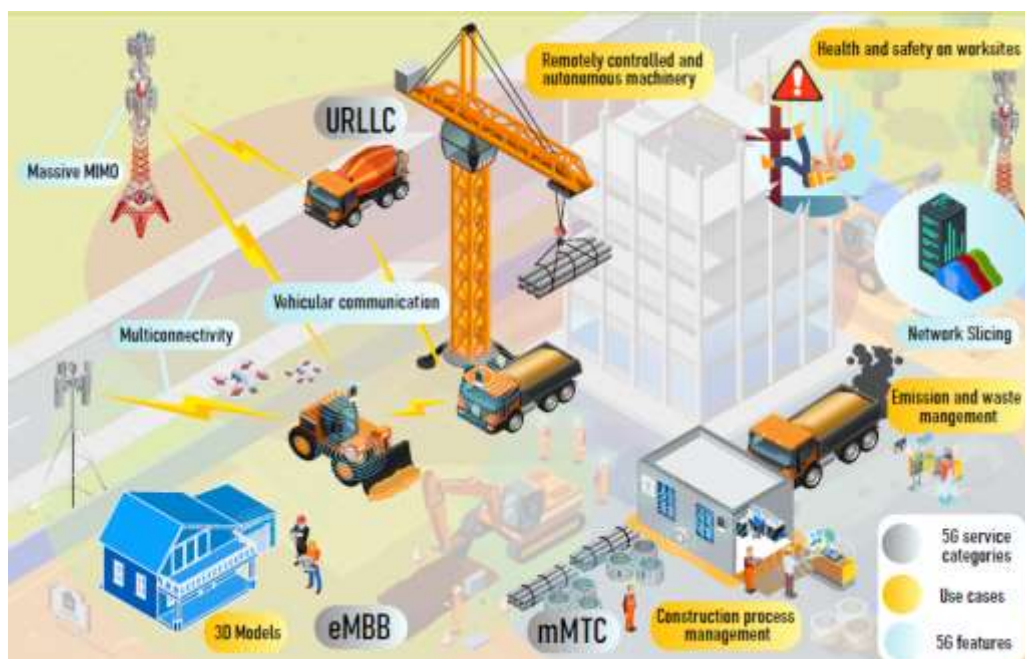 Health and safety on worksites
Remotely controlled and
autonomous machinery
URLLC
Massive MIMO
Vehicular communication
Multiconnectivity
Network Slicing
Emission and waste
mangement
5G service
categories
Use cases
5G features
3D Models
eMBB
mMTC
Construction process
management